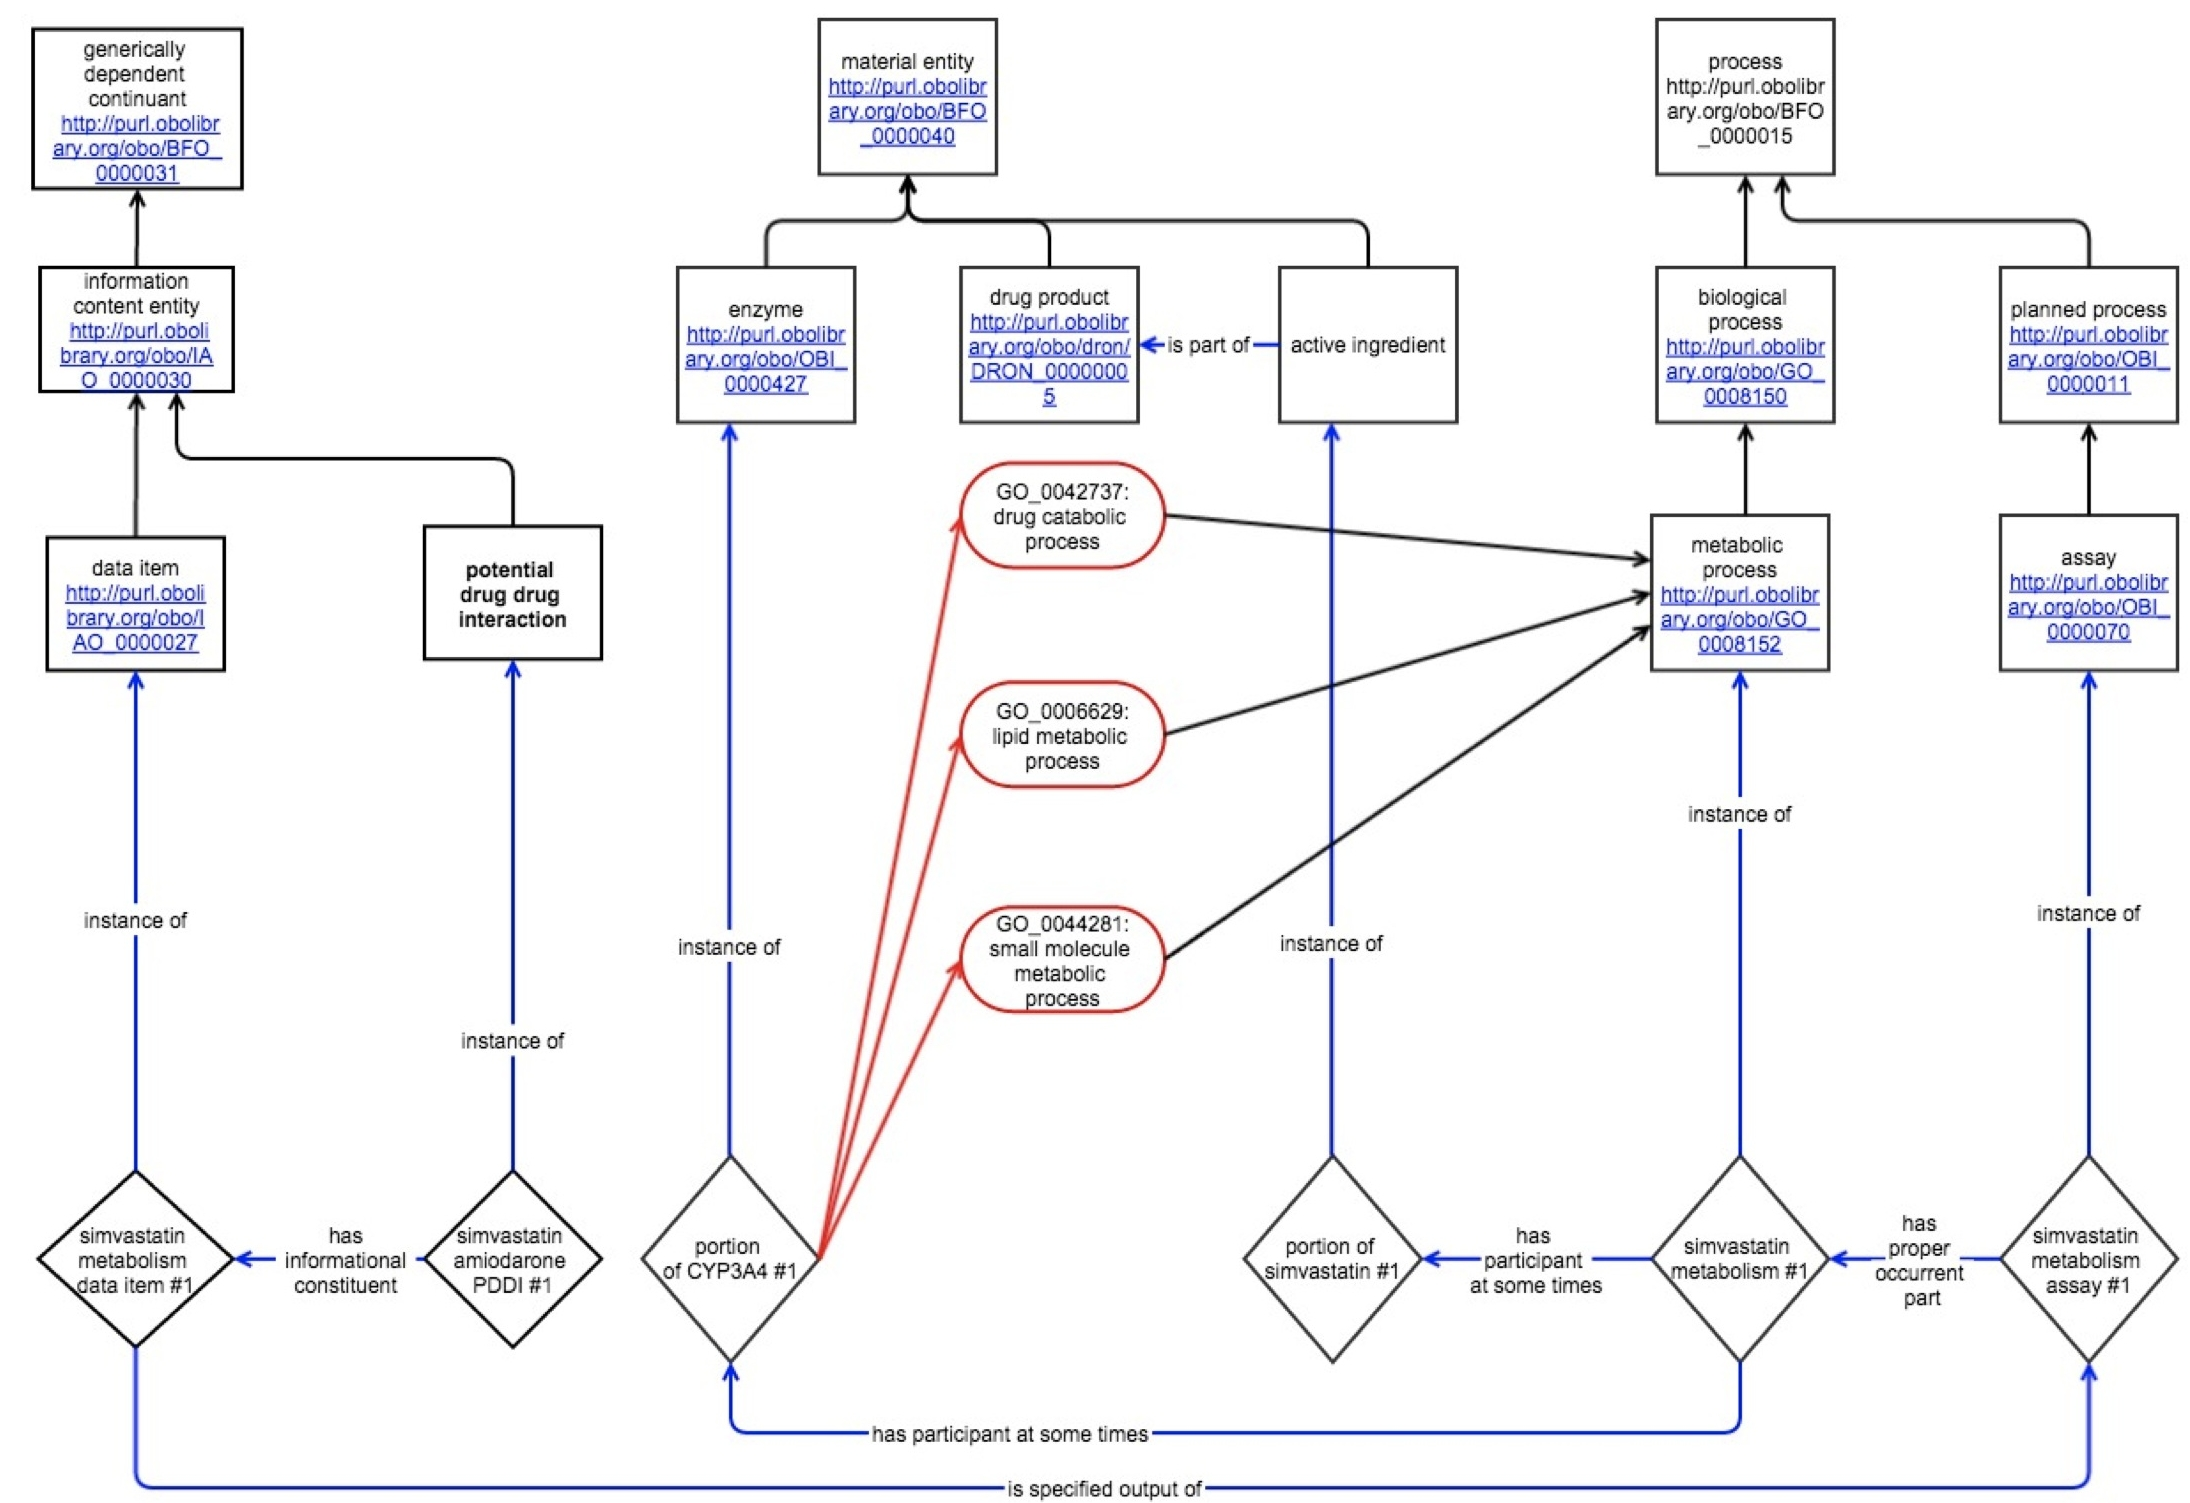 generically
dependent
continuant
http://purl.obolibr
ary.org/obo/BFO_
0000031
material entity
http://purl.obolibr
ary.org/obo/BFO
_0000040
process
http://purl.obolibr
ary.org/obo/BFO
_0000015
information
content entity
http://purl.oboli
brary.org/obo/IA
O_0000030
enzyme
http://purl.obolibr
ary.org/obo/OBI_
0000427
drug product
http://purl.obolibr
ary.org/obo/dron/
DRON_0000000
5
is part of
active ingredient
biological
process
http://purl.obolibr
ary.org/obo/GO_
0008150
planned process
http://purl.obolibr
ary.org/obo/OBI_
0000011
data item
http://purl.oboli
brary.org/obo/I
AO_0000027
potential
drug drug
interaction
GO_0042737:
drug catabolic
process
metabolic
process
http://purl.obolibr
ary.org/obo/GO_
0008152
assay
http://purl.obolibr
ary.org/obo/OBI_
0000070
GO_0006629:
lipid metabolic
process
GO_0044281:
small molecule
metabolic
process
instance of
instance of
instance of
instance of
instance of
instance of
simvastatin
metabolism
data item #1
has
informational
constituent
simvastatin
amiodarone
PDDI #1
portion
of CYP3A4 #1
portion of
simvastatin #1
has
participant
at some times
simvastatin
metabolism #1
has
proper
occurrent
part
simvastatin
metabolism
assay #1
has participant at some times
is specified output of